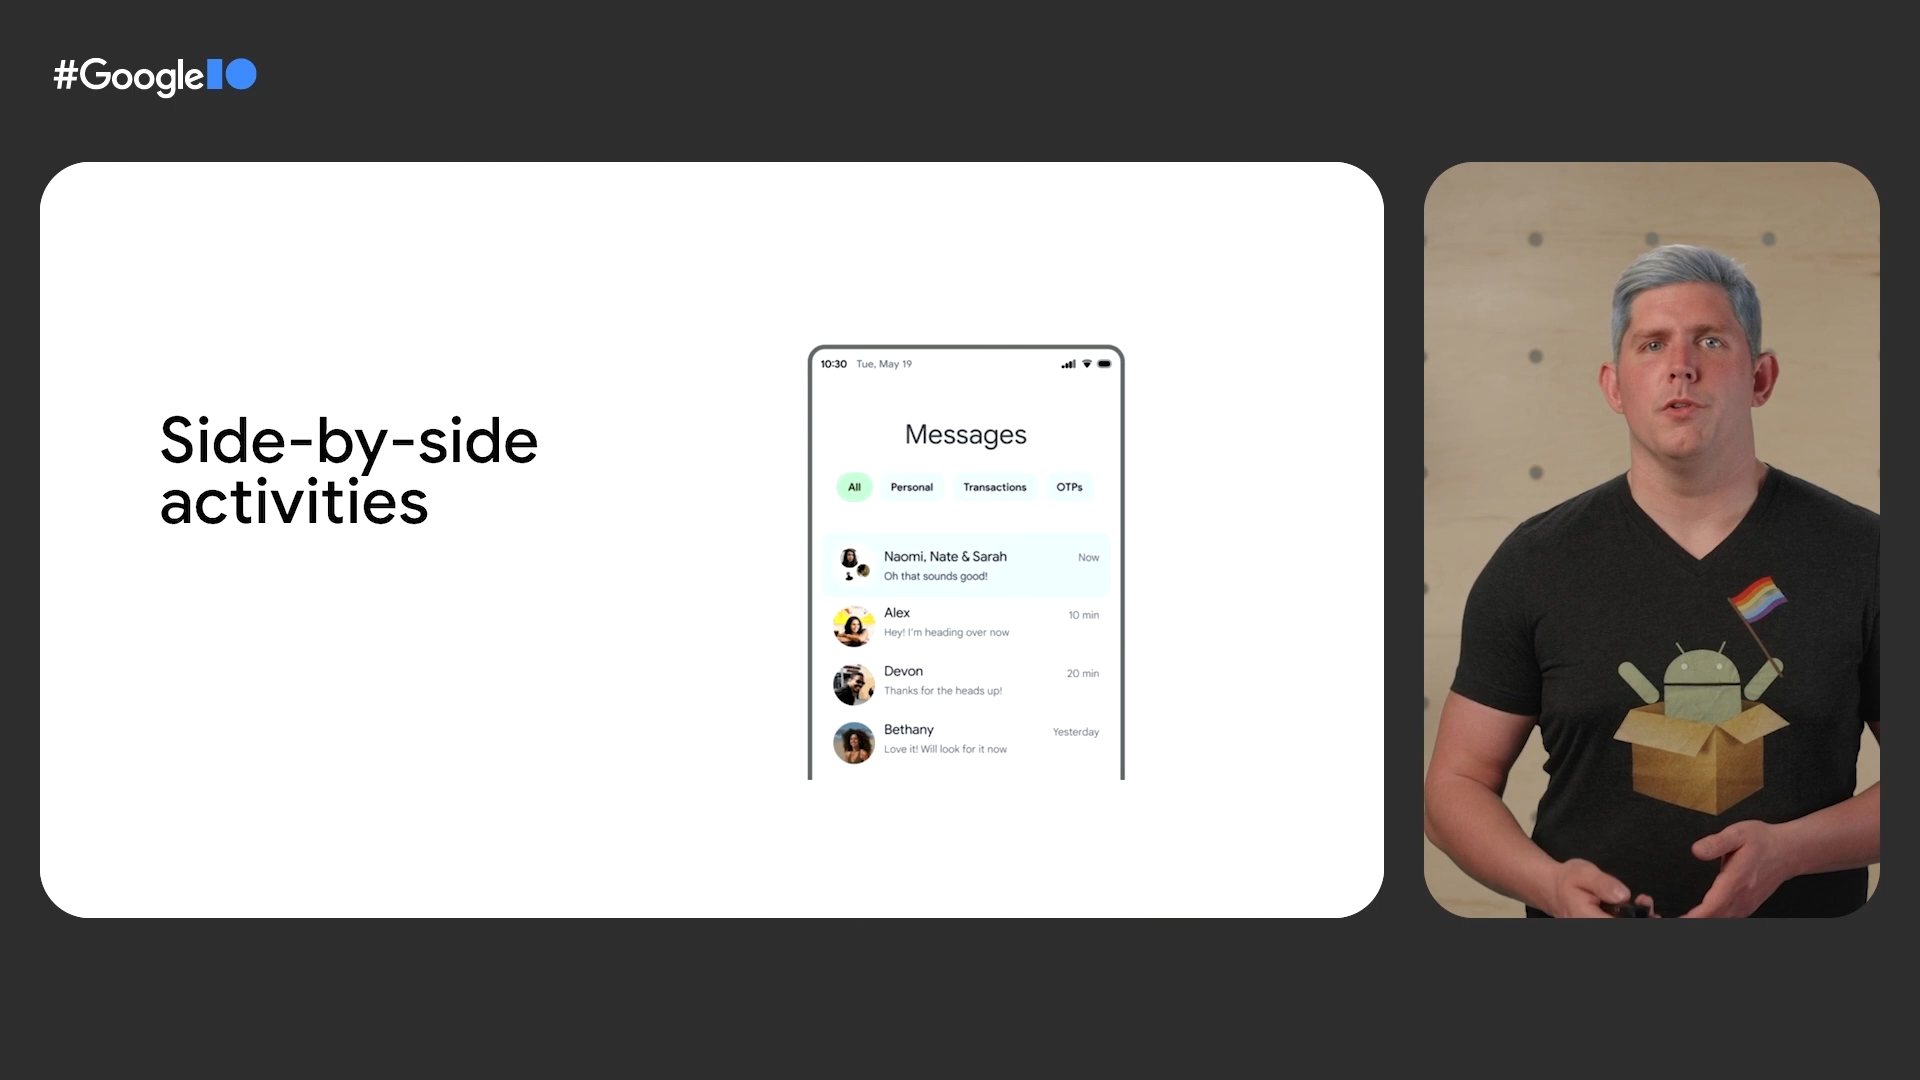 #GoogleIO
Side-by-side
activities
10:30 Tue, May 19
Messages
All Personal Transactions OTPs
Naomi, Nate & Sarah Now
Oh that sounds good!
Alex 10 min
Hey! I'm heading over now
Devon 20 min
Thanks for the heads up!
Bethany Yesterday
Love it! Will look for it now